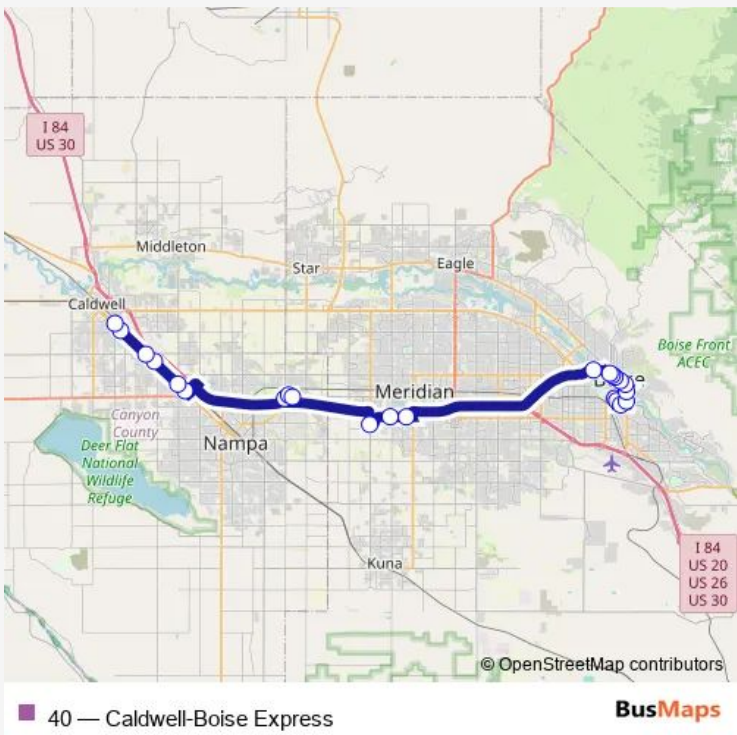 I 84
US 30
Middleton
Star
Eagle
Caldwell
Boise Front
ACEC
Meridian
Canyon
County
Nampa
Deer Flat
National
Wildlife
Refuge
Kuna
I 84
US 20
US 26
US 30
© OpenStreetMap contributors
40 — Caldwell-Boise Express
BusMaps